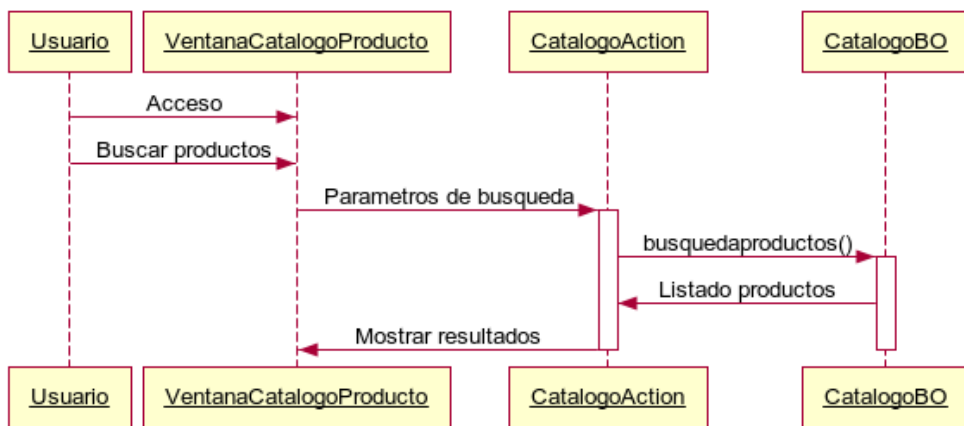 Usuario
VentanaCatalogoProducto
CatalogoAction
CatalogoBO
Acceso
Buscar productos
Parametros de busqueda
busquedaproductos()
Listado productos
Mostrar resultados
Usuario
VentanaCatalogoProducto
CatalogoAction
CatalogoBO